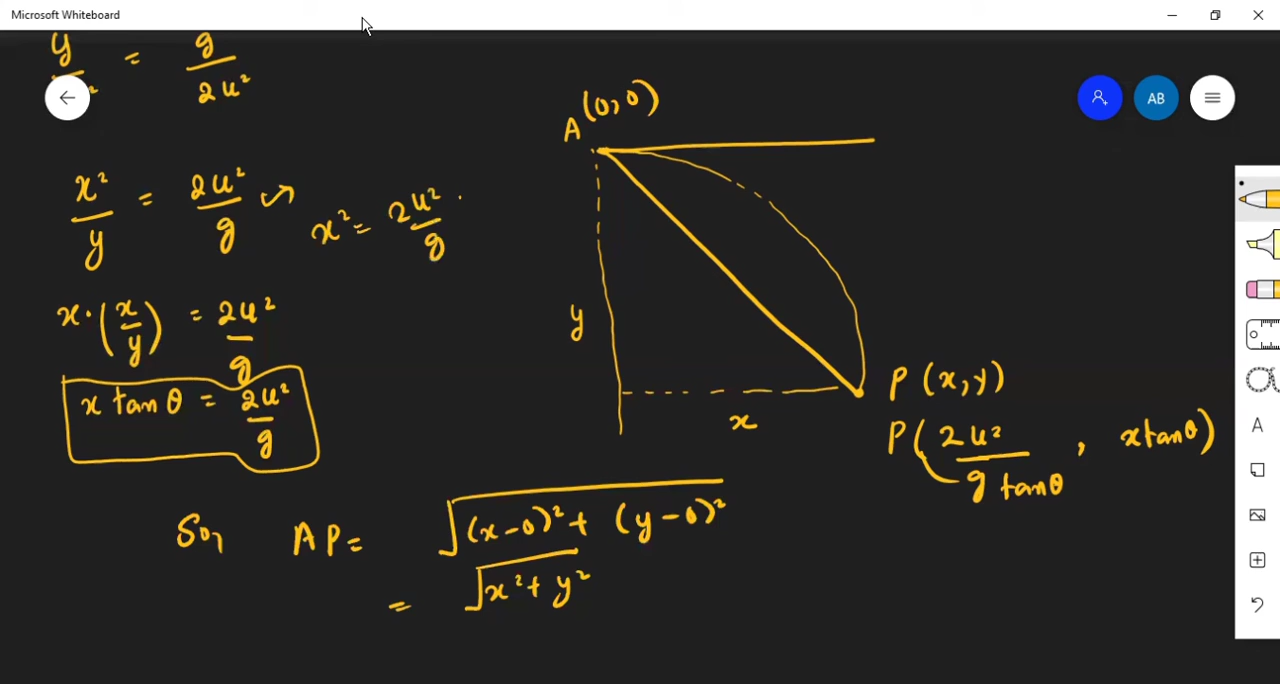 Microsoft Whiteboard
y = g
2u²
A (0,0)
AB
x²/y = 2u²/g
x² = 2u²/g
x·(x/y) = 2u²/g
x tan θ = 2u²/g
y
x
P (x,y)
P(2u²/g tanθ , x tanθ)
So, AP = √(x-0)² + (y-0)²
= √x² + y²
A